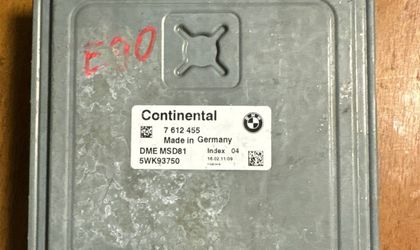 E90
Continental
7 612 455
Made in Germany
DME MSD81 Index 04
5WK93750 16.02.11.09